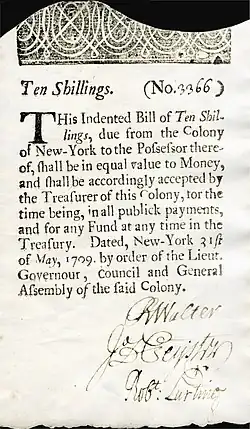 Ten Shillings. (No. 3366)
THis Indented Bill of Ten Shil-
lings, due from the Colony
of New-York to the Possessor there-
of, shall be in equal value to Money,
and shall be accordingly accepted by
the Treasurer of this Colony, for the
time being, in all publick payments,
and for any Fund at any time in the
Treasury. Dated, New-York 31st
of May, 1709. by order of the Lieut.
Governour, Council and General
Assembly of the said Colony.
RWalter
Robt: Lurting